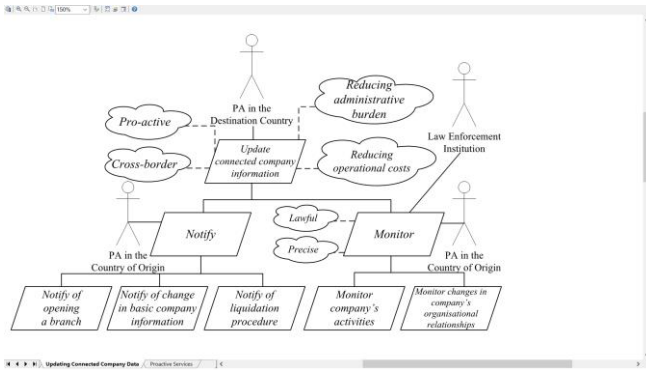 150%
PA in the
Destination Country
Reducing
administrative
burden
Pro-active
Law Enforcement
Institution
Update
connected company
information
Cross-border
Reducing
operational costs
Notify
Lawful
Precise
Monitor
PA in the
Country of Origin
PA in the
Country of Origin
Notify of
opening
a branch
Notify of change
in basic company
information
Notify of
liquidation
procedure
Monitor
company's
activities
Monitor changes in
company's
organisational
relationships
Updating Connected Company Data
Proactive Services